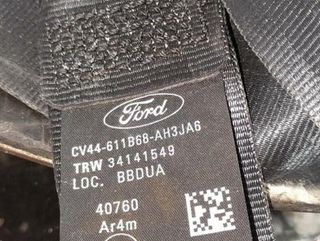 Ford
CV44-611B68-AH3JA6
TRW 34141549
LOC. BBDUA
40760
Ar4m